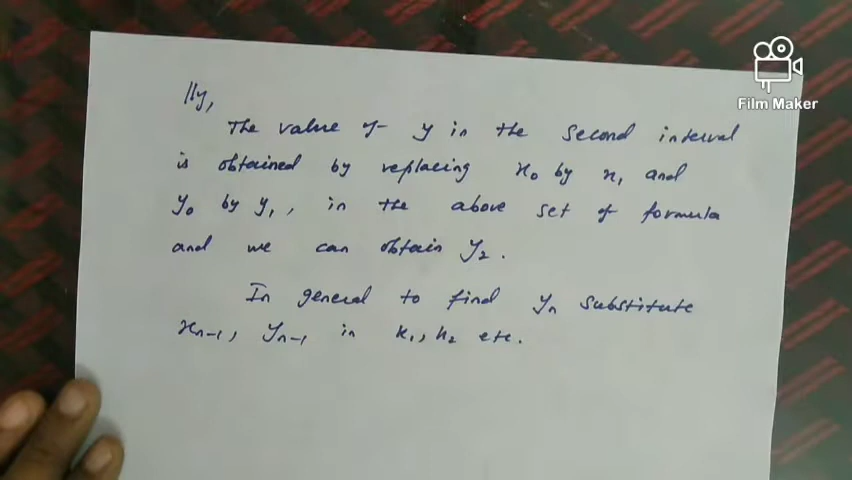 lly,
The value of y in the second interval
is obtained by replacing x₀ by x₁ and
y₀ by y₁, in the above set of formula
and we can obtain y₂.
In general to find yₙ substitute
xₙ₋₁, yₙ₋₁ in k₁, k₂ etc.
Film Maker